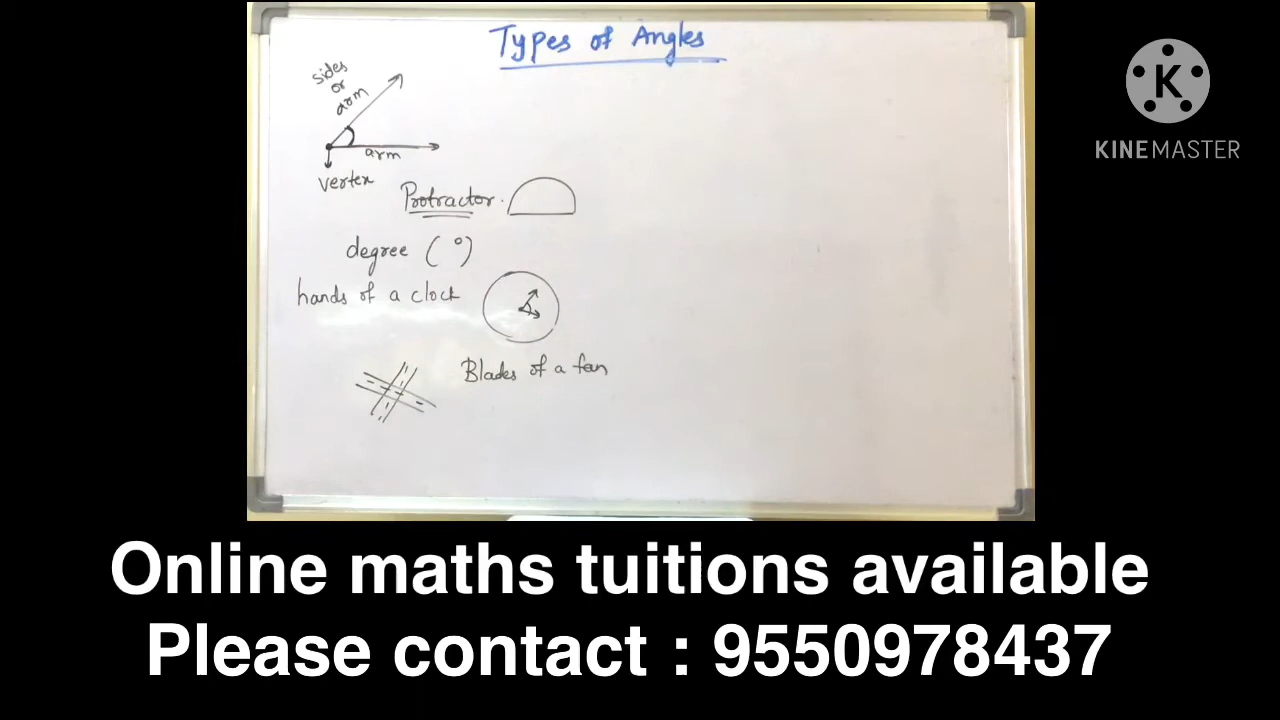 Types of Angles
sides
or
arm
arm
vertex
Protractor.
degree ( ° )
hands of a clock
Blades of a fan
K
KINEMASTER
Online maths tuitions available
Please contact : 9550978437